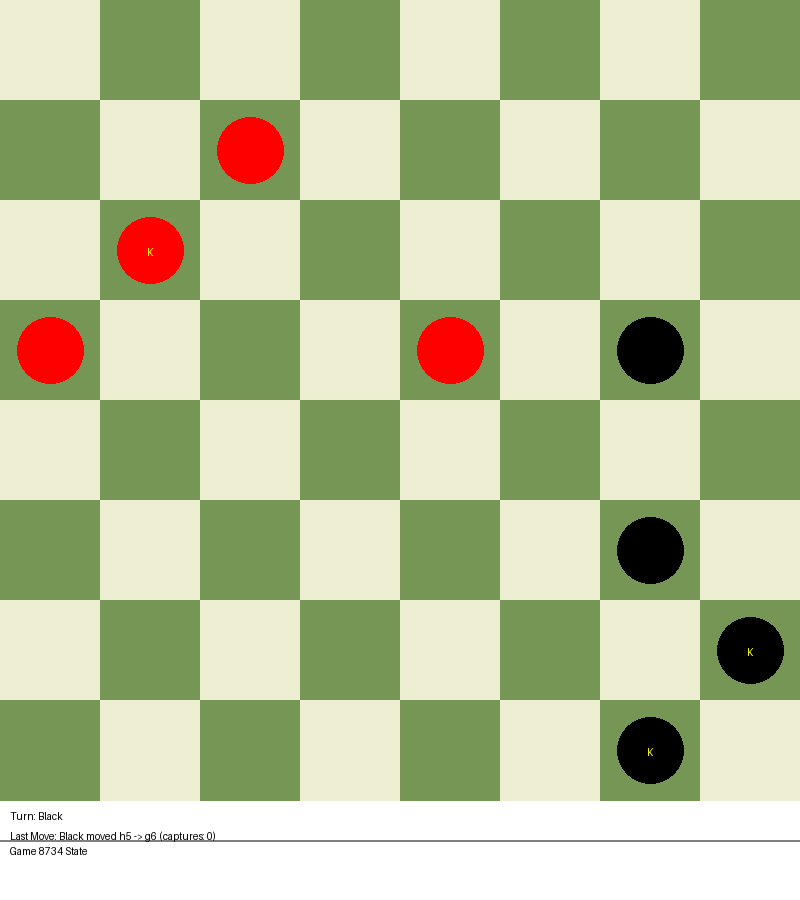 K
K
K
Turn: Black
Last Move: Black moved h5 -> g6 (captures: 0)
Game 8734 State